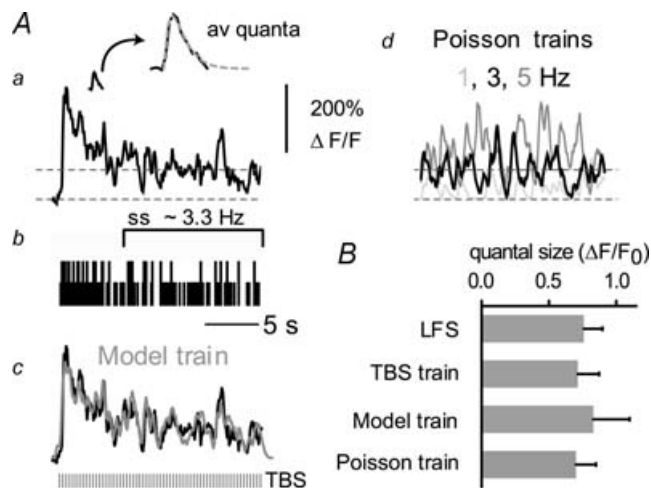 A
av quanta
a
200%
Δ F/F
b
ss ~ 3.3 Hz
5 s
c
Model train
TBS
d
Poisson trains
1, 3, 5 Hz
B
quantal size (ΔF/F0)
0.0 0.5 1.0
LFS
TBS train
Model train
Poisson train